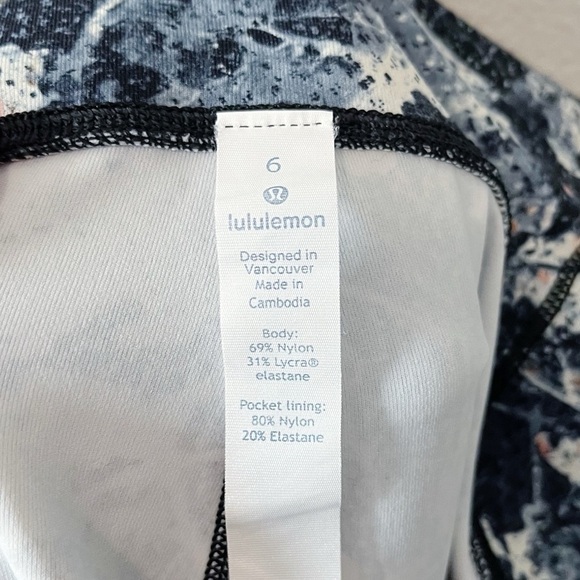 6
lululemon
Designed in
Vancouver
Made in
Cambodia
Body:
69% Nylon
31% Lycra®
elastane
Pocket lining:
80% Nylon
20% Elastane